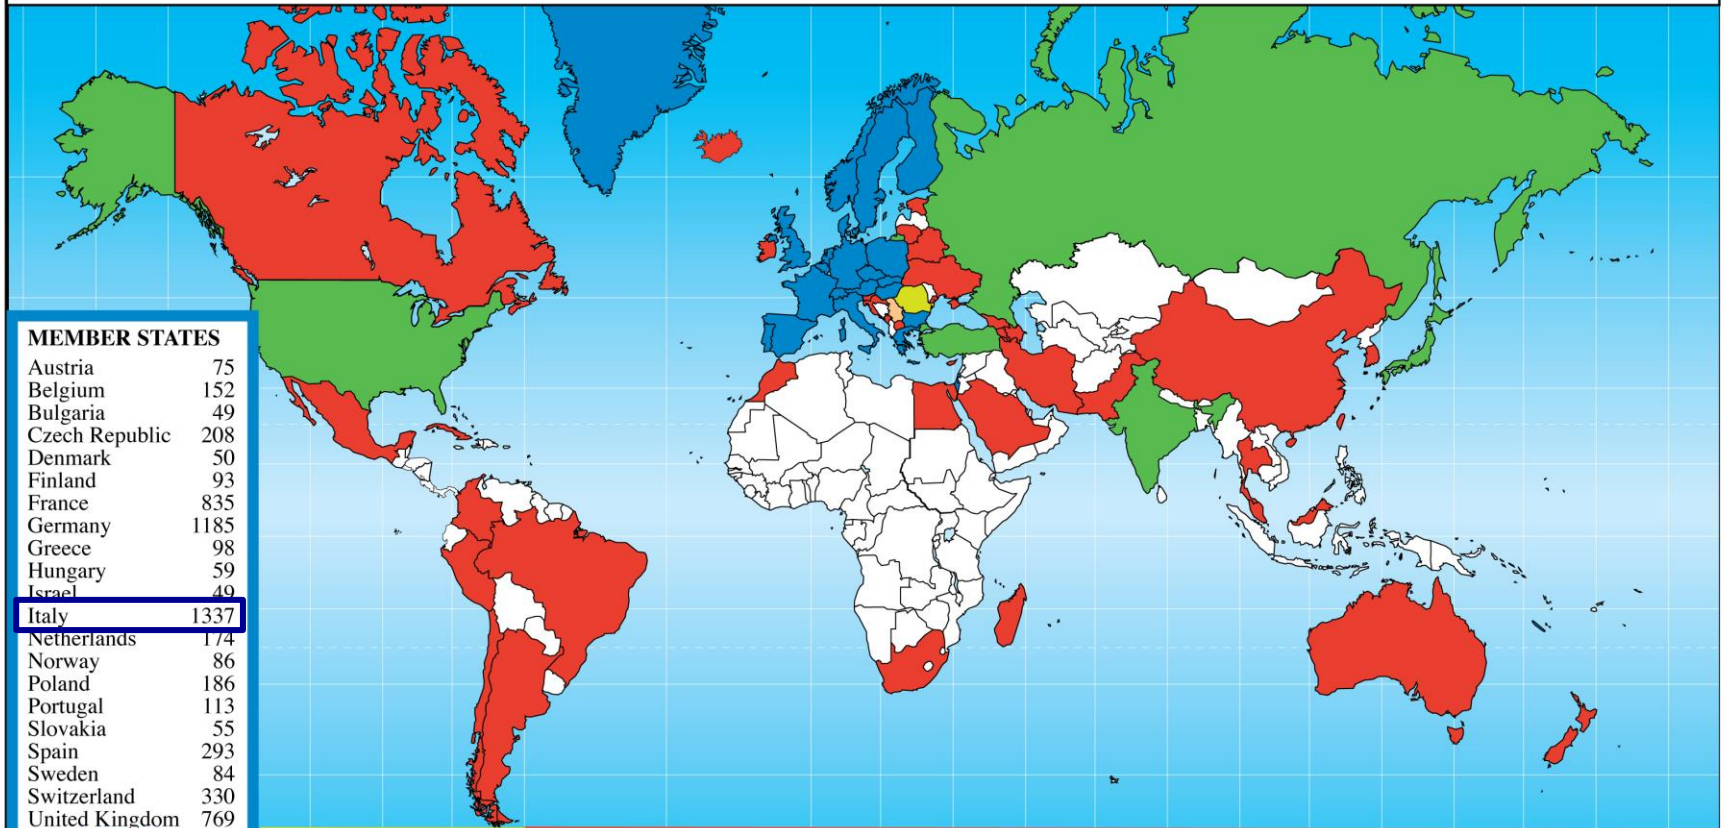 MEMBER STATES
Austria 75
Belgium 152
Bulgaria 49
Czech Republic 208
Denmark 50
Finland 93
France 835
Germany 1185
Greece 98
Hungary 59
Israel 49
Italy 1337
Netherlands 174
Norway 86
Poland 186
Portugal 113
Slovakia 55
Spain 293
Sweden 84
Switzerland 330
United Kingdom 769